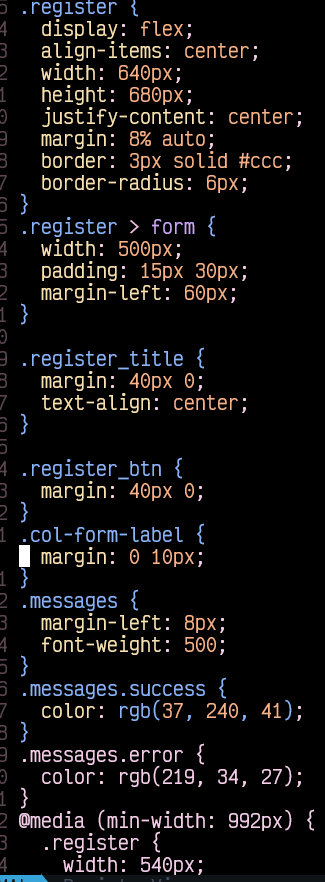 .register {
display: flex;
align-items: center;
width: 640px;
height: 680px;
justify-content: center;
margin: 8% auto;
border: 3px solid #ccc;
border-radius: 6px;
}
.register > form {
width: 500px;
padding: 15px 30px;
margin-left: 60px;
}
.register_title {
margin: 40px 0;
text-align: center;
}
.register_btn {
margin: 40px 0;
}
.col-form-label {
margin: 0 10px;
}
.messages {
margin-left: 8px;
font-weight: 500;
}
.messages.success {
color: rgb(37, 240, 41);
}
.messages.error {
color: rgb(219, 34, 27);
}
@media (min-width: 992px) {
.register {
width: 540px;